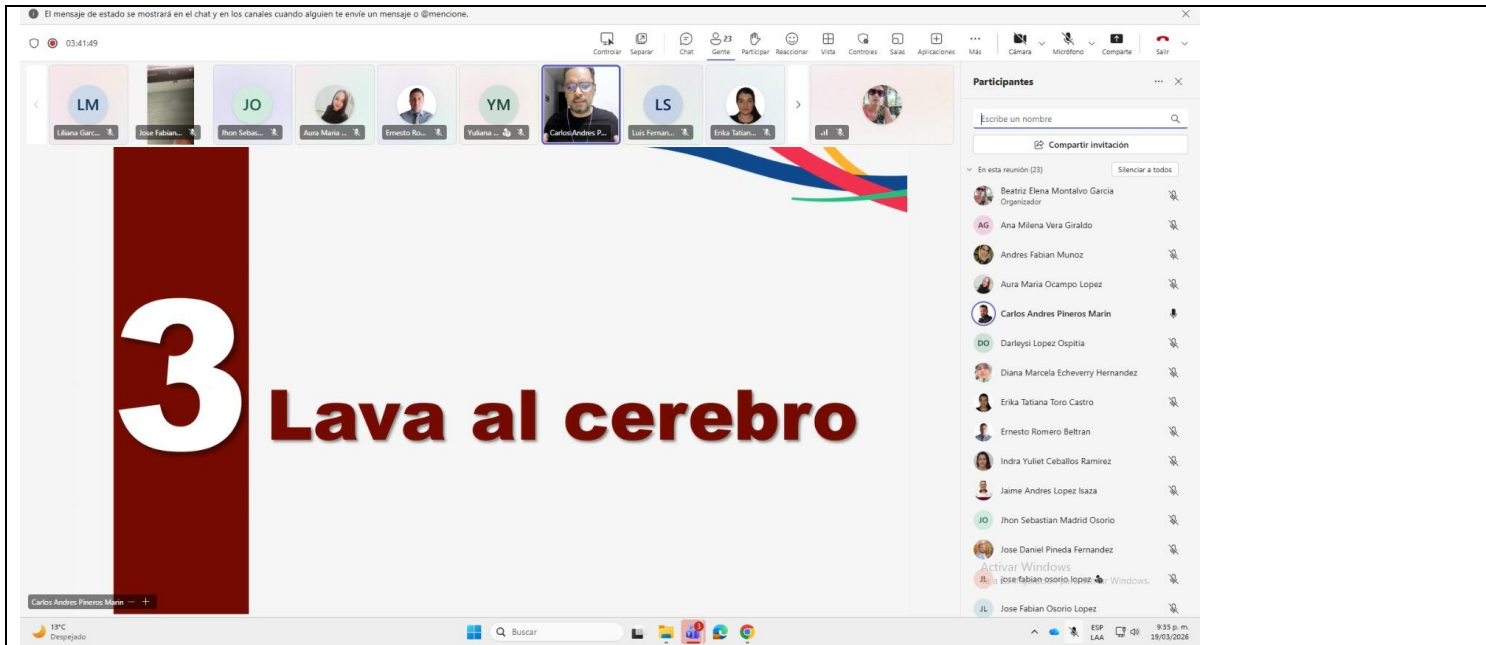 El mensaje de estado se mostrará en el chat y en los canales cuando alguien te envíe un mensaje o @mencione.
03:41:49
Controlar
Separar
Chat
23
Gente
Participar
Reaccionar
Vista
Controles
Salas
Aplicaciones
Más
Cámara
Micrófono
Comparte
Salir
LM
Liliana Garc...
Jose Fabian...
JO
Jhon Sebas...
Aura Maria ...
Ernesto Ro...
YM
Yuliana ...
Carlos Andres P...
LS
Luis Fernan...
Erika Tatian...
3 Lava al cerebro
Carlos Andres Pineros Marin
Participantes
Escribe un nombre
Compartir invitación
En esta reunión (23)
Silenciar a todos
Beatriz Elena Montalvo Garcia
Organizador
AG Ana Milena Vera Giraldo
Andres Fabian Munoz
Aura Maria Ocampo Lopez
Carlos Andres Pineros Marin
DO Darleysi Lopez Ospitia
Diana Marcela Echeverry Hernandez
Erika Tatiana Toro Castro
Ernesto Romero Beltran
Indra Yuliet Ceballos Ramirez
Jaime Andres Lopez Isaza
JO Jhon Sebastian Madrid Osorio
Jose Daniel Pineda Fernandez
Activar Windows
JL jose fabian osorio lopez
Windows.
JL Jose Fabian Osorio Lopez
13°C
Despejado
Buscar
3
ESP
LAA
9:35 p. m.
19/03/2026